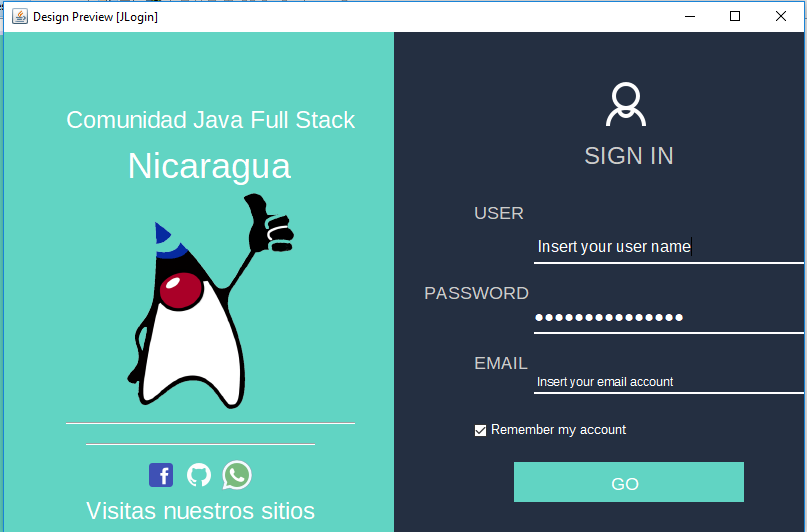 Design Preview [JLogin]
Comunidad Java Full Stack
Nicaragua
Visitas nuestros sitios
SIGN IN
USER
Insert your user name
PASSWORD
EMAIL
Insert your email account
Remember my account
GO